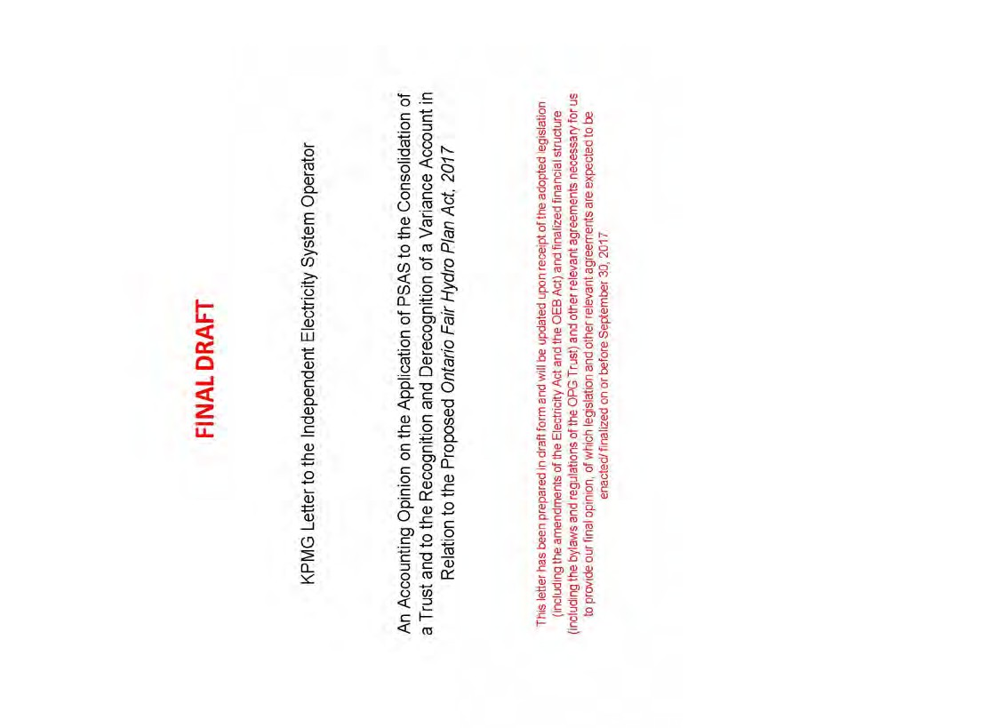 FINAL DRAFT
KPMG Letter to the Independent Electricity System Operator
An Accounting Opinion on the Application of PSAS to the Consolidation of
a Trust and to the Recognition and Derecognition of a Variance Account in
Relation to the Proposed Ontario Fair Hydro Plan Act, 2017
This letter has been prepared in draft form and will be updated upon receipt of the adopted legislation
(including the amendments of the Electricity Act and the OEB Act) and finalized financial structure
(including the bylaws and regulations of the OPG Trust) and other relevant agreements necessary for us
to provide our final opinion, of which legislation and other relevant agreements are expected to be
enacted/finalized on or before September 30, 2017